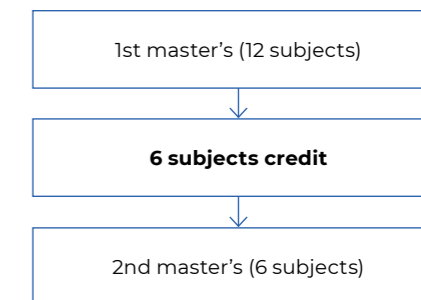 1st master’s (12 subjects)
6 subjects credit
2nd master’s (6 subjects)